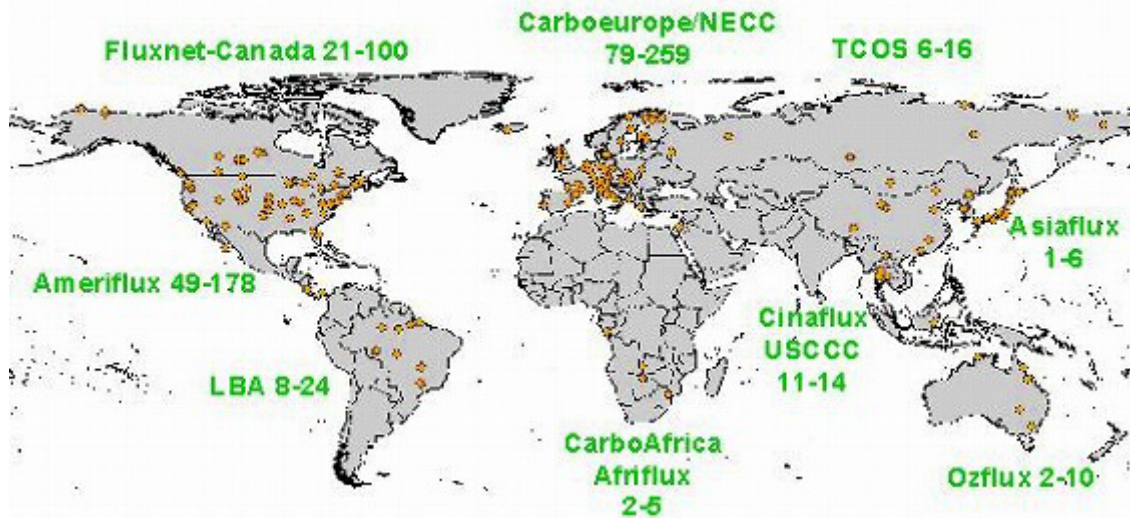 Carboeurope/NECC
79-259
Fluxnet-Canada 21-100
TCOS 6-16
Asiaflux
1-6
Ameriflux 49-178
Cinaflux
USCCC
11-14
LBA 8-24
CarboAfrica
Afriflux
2-5
Ozflux 2-10